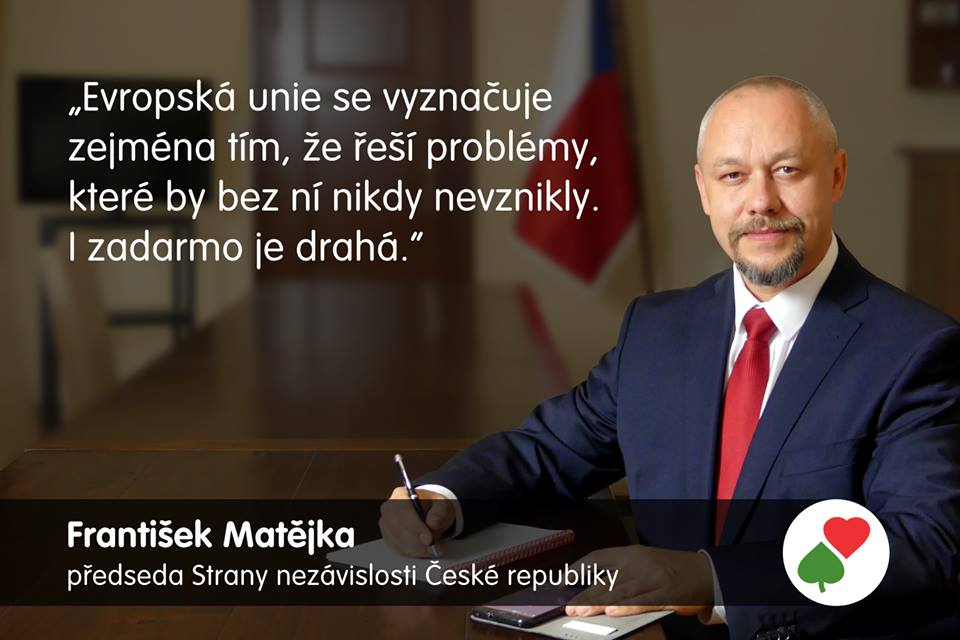 „Evropská unie se vyznačuje
zejména tím, že řeší problémy,
které by bez ní nikdy nevznikly.
I zadarmo je drahá.“
František Matějka
předseda Strany nezávislosti České republiky